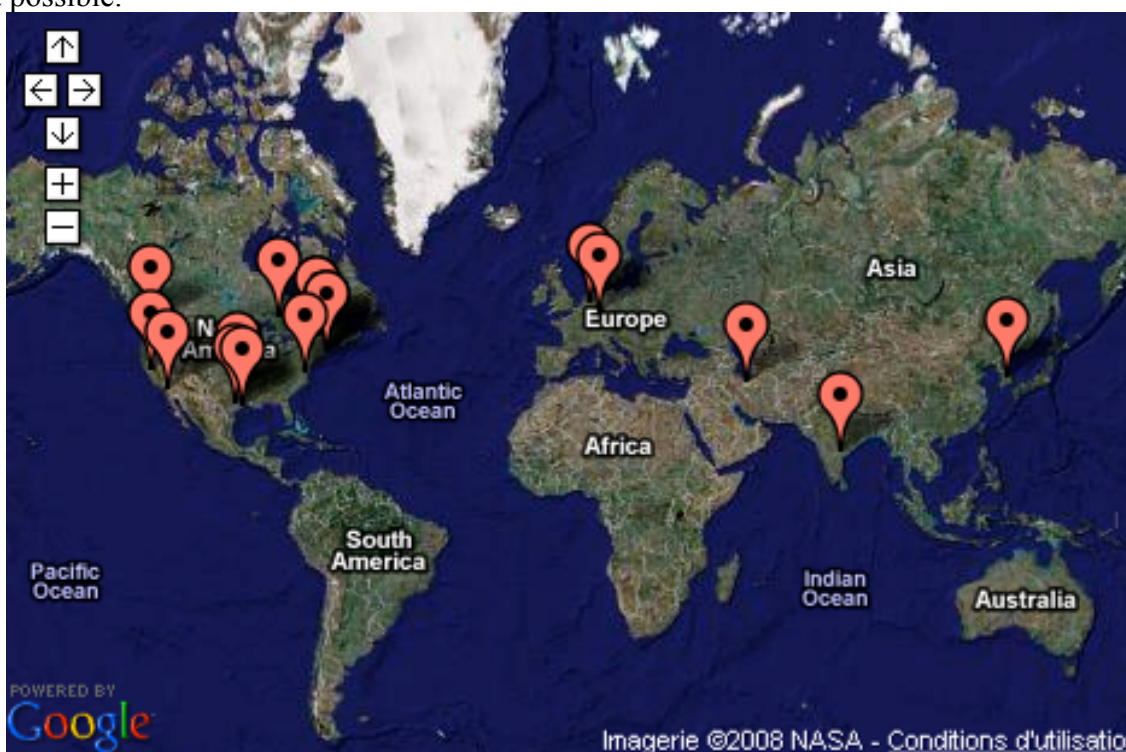 possible.
N
Am a
Asia
Europe
Atlantic
Ocean
Africa
South
America
Pacific
Ocean
Indian
Ocean
Australia
POWERED BY
Google
Imagerie ©2008 NASA - Conditions d'utilisatio